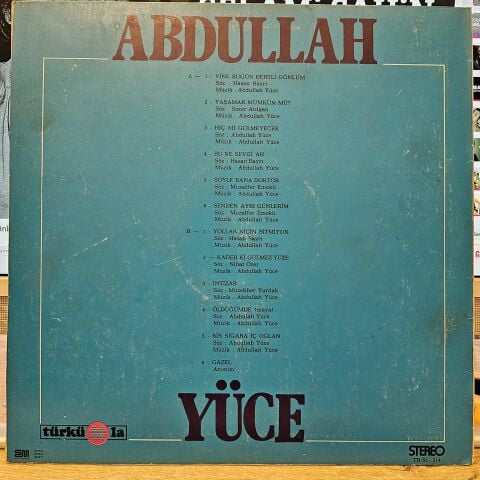 ABDULLAH
A — 1 - YİNE BUGÜN DERTLİ GÖNLÜM
Söz : Hasan Bayrı
Müzik : Abdullah Yüce
2 - YAŞAMAK MÜMKÜN MÜ?
Söz : Sezer Atılgan
Müzik : Abdullah Yüce
3 - HİÇ Mİ GÜLMEYECEK
Söz : Abdullah Yüce
Müzik : Abdullah Yüce
4 - BU NE SEVGİ AH
Söz : Hasan Bayrı
Müzik : Abdullah Yüce
5 - SÖYLE BANA DOKTOR
Söz : Muzaffer Emekli
Müzik : Abdullah Yüce
6 - SENDEN AYRI GÜNLERİM
Söz : Muzaffer Emekli
Müzik : Abdullah Yüce
B — 1 - YOLLAR NİÇİN BİTMİYOR
Söz : Hasan Bayrı
Müzik : Abdullah Yüce
2 — KADER Kİ GÜLMEZ YÜZE
Söz : Nihat Özer
Müzik : Abdullah Yüce
3 - İNTİZAR
Söz : Müzehher Yurdak
Müzik : Abdullah Yüce
4 - ÖLDÜĞÜMDE
Söz : Abdullah Yüce
Müzik : Abdullah Yüce
5 - BİR SİGARA İÇ OĞLAN
Söz : Abdullah Yüce
Müzik : Abdullah Yüce
6 - GAZEL
Anonim
YÜCE
türkü la
STEREO